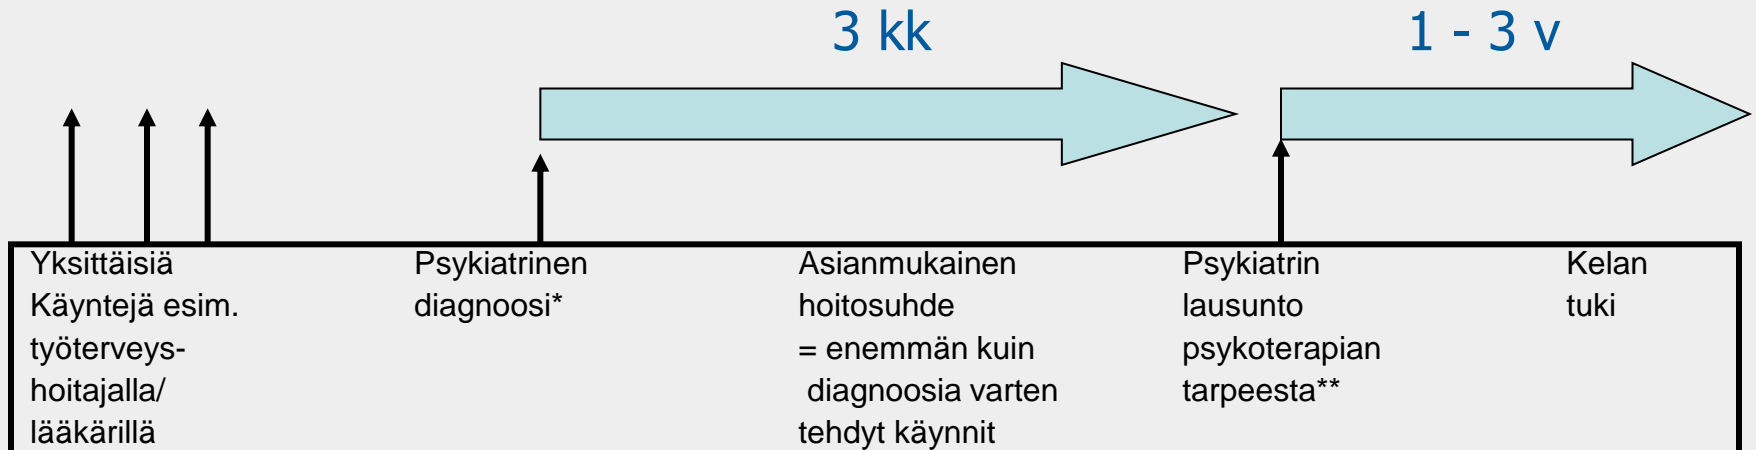 3 kk
1 - 3 v
Yksittäisiä
Käyntejä esim.
työterveys-
hoitajalla/
lääkärillä
Psykiatrinen
diagnoosi*
Asianmukainen
hoitosuhde
= enemmän kuin
diagnoosia varten
tehdyt käynnit
Psykiatrin
lausunto
psykoterapian
tarpeesta**
Kelan
tuki